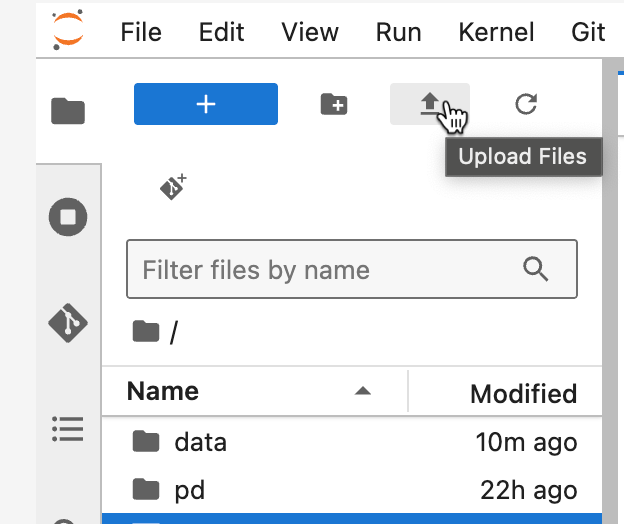 File Edit View Run Kernel Git
Upload Files
Filter files by name
/
Name Modified
data 10m ago
pd 22h ago